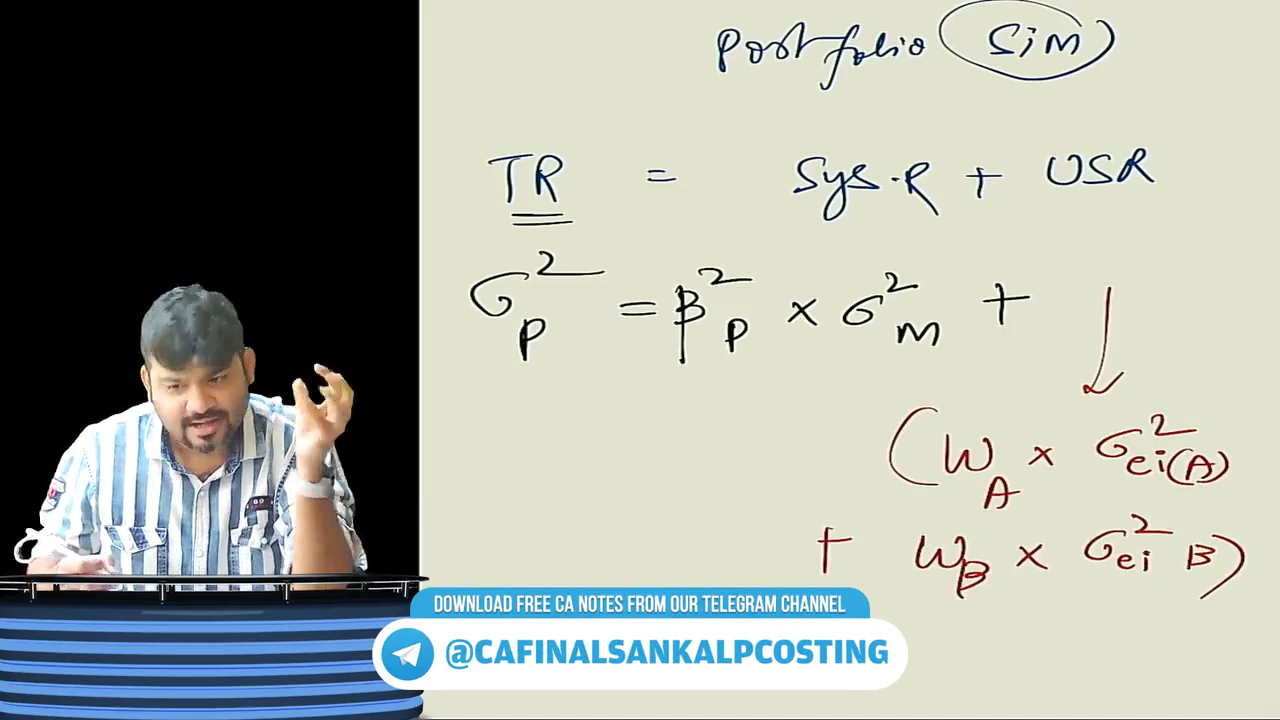 Portfolio (SiM)
TR = Sys.R + USR
σ²p = β²p × σ²M +
(WA × σ²ei(A)
+ WB × σ²ei B)
DOWNLOAD FREE CA NOTES FROM OUR TELEGRAM CHANNEL
@CAFINALSANKALPCOSTING